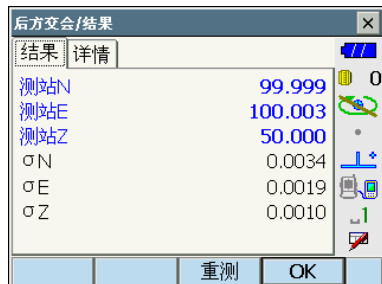 后方交会/结果
结果 详情
测站N 99.999
测站E 100.003
测站Z 50.000
σN 0.0034
σE 0.0019
σZ 0.0010
0
1
重测 OK